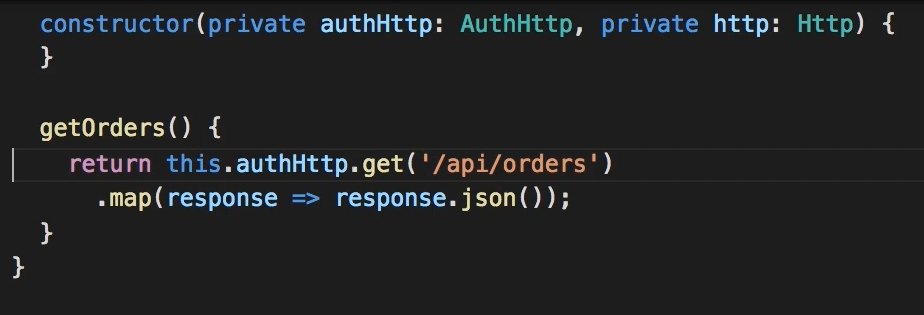 constructor(private authHttp: AuthHttp, private http: Http) {
}
getOrders() {
return this.authHttp.get('/api/orders')
.map(response => response.json());
}
}